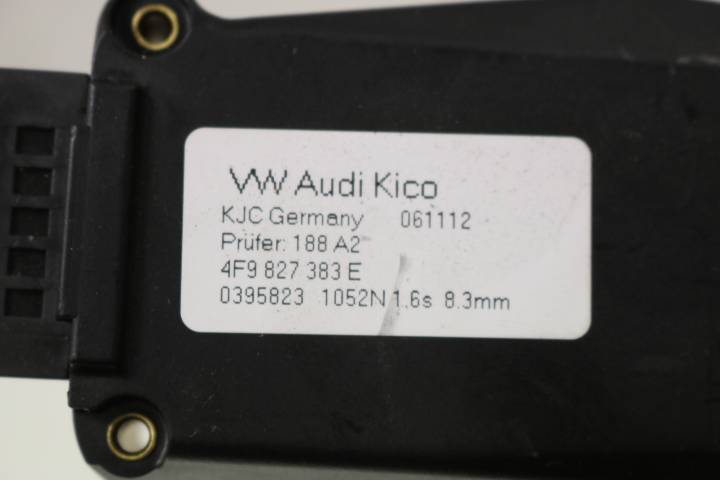 VW Audi Kico
KJC Germany 061112
Prüfer: 188 A2
4F9 827 383 E
0395823 1052N 1.6s 8.3mm